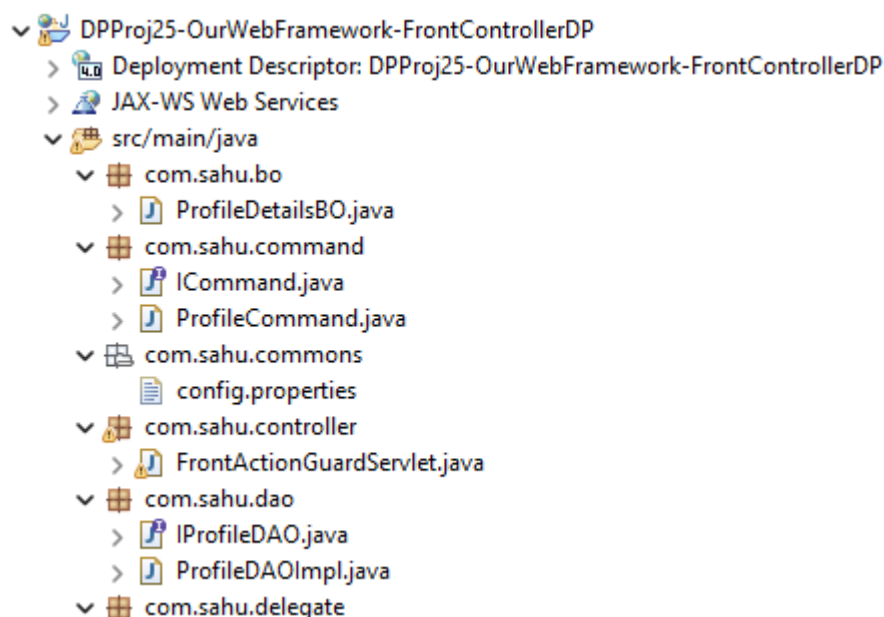 DPProj25-OurWebFramework-FrontControllerDP
Deployment Descriptor: DPProj25-OurWebFramework-FrontControllerDP
JAX-WS Web Services
src/main/java
com.sahu.bo
ProfileDetailsBO.java
com.sahu.command
ICommand.java
ProfileCommand.java
com.sahu.commons
config.properties
com.sahu.controller
FrontActionGuardServlet.java
com.sahu.dao
IProfileDAO.java
ProfileDAOImpl.java
com.sahu.delegate